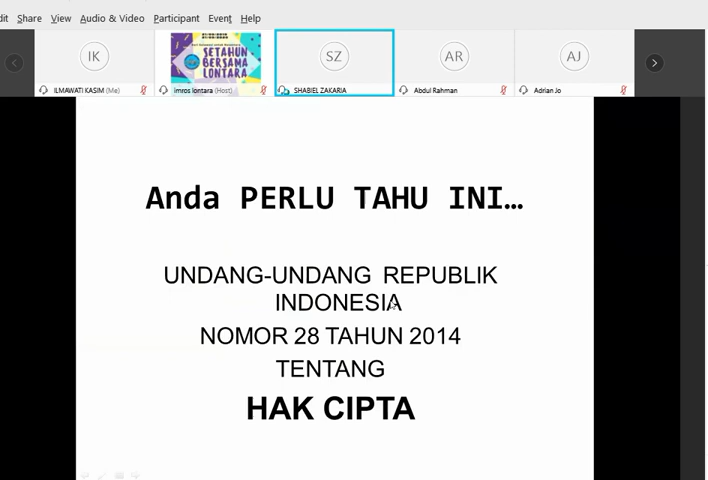 dit Share View Audio & Video Participant Event Help
IK
SETAHUN
BERSAMA
LONTARA
SZ
AR
AJ
ILMAWATI KASIM (Me)
Imros lontara (Host)
SHABIEL ZAKARIA
Abdul Rahman
Adrian Jo
Anda PERLU TAHU INI…
UNDANG-UNDANG REPUBLIK
INDONESIA
NOMOR 28 TAHUN 2014
TENTANG
HAK CIPTA